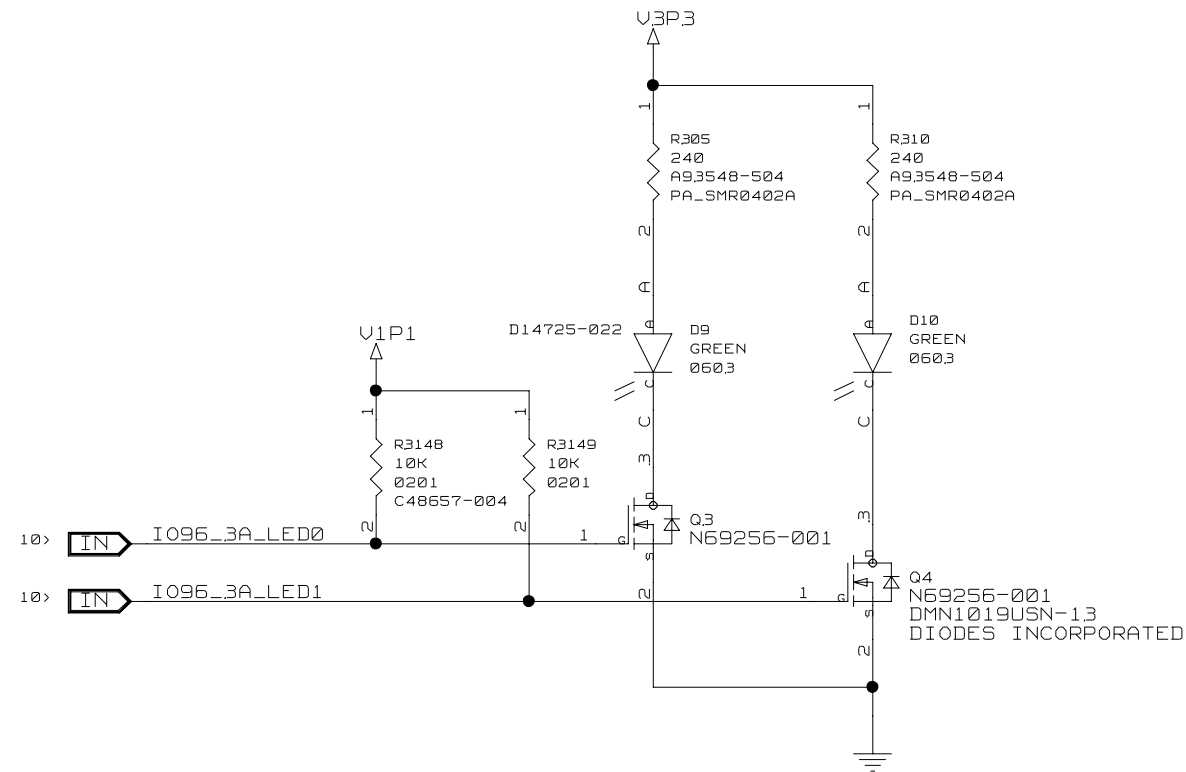 V3P3
1
R305
240
A93548-504
PA_SMR0402A
2
A
A
D14725-022
D9
GREEN
0603
C
C
3
D
Q3
N69256-001
G
1
S
2
1
R310
240
A93548-504
PA_SMR0402A
2
A
A
D10
GREEN
0603
C
C
3
D
Q4
N69256-001
DMN1019USN-13
DIODES INCORPORATED
G
1
S
2
V1P1
1
R3148
10K
0201
C48657-004
2
1
R3149
10K
0201
2
10>
IN
IO96_3A_LED0
10>
IN
IO96_3A_LED1